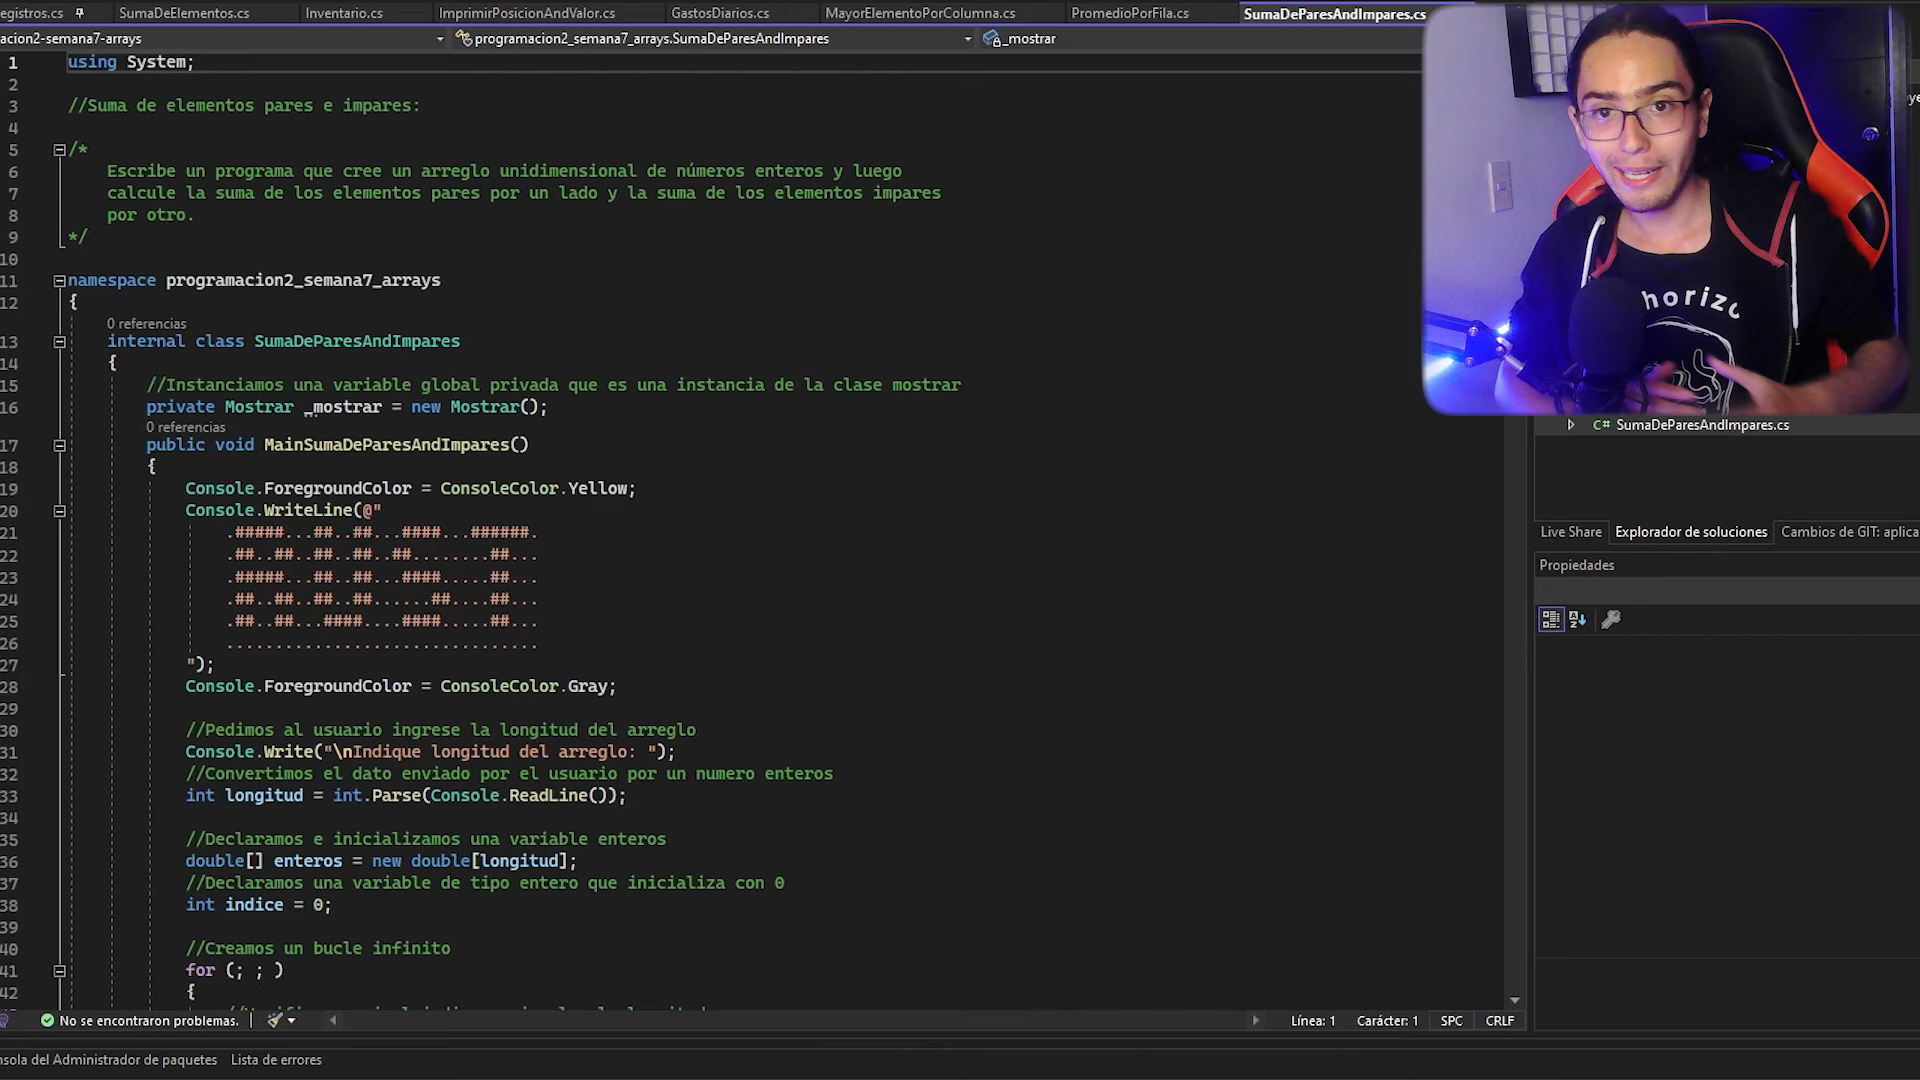 egistros.cs SumaDeElementos.cs Inventario.cs ImprimirPosicionAndValor.cs GastosDiarios.cs MayorElementoPorColumna.cs PromedioPorFila.cs SumaDeParesAndImpares.cs
acion2-semana7-arrays programacion2_semana7_arrays.SumaDeParesAndImpares _mostrar
1 using System;
2
3 //Suma de elementos pares e impares:
4
5 /*
6 Escribe un programa que cree un arreglo unidimensional de números enteros y luego
7 calcule la suma de los elementos pares por un lado y la suma de los elementos impares
8 por otro.
9 */
10
11 namespace programacion2_semana7_arrays
12 {
0 referencias
13 internal class SumaDeParesAndImpares
14 {
15 //Instanciamos una variable global privada que es una instancia de la clase mostrar
16 private Mostrar _mostrar = new Mostrar();
0 referencias
17 public void MainSumaDeParesAndImpares()
18 {
19 Console.ForegroundColor = ConsoleColor.Yellow;
20 Console.WriteLine(@"
21 .#####...##..##...####...######.
22 .##..##..##..##..##........##...
23 .#####...##..##...####.....##...
24 .##..##..##..##......##....##...
25 .##..##...####....####.....##...
26 ................................
27 ");
28 Console.ForegroundColor = ConsoleColor.Gray;
29
30 //Pedimos al usuario ingrese la longitud del arreglo
31 Console.Write("\nIndique longitud del arreglo: ");
32 //Convertimos el dato enviado por el usuario por un numero enteros
33 int longitud = int.Parse(Console.ReadLine());
34
35 //Declaramos e inicializamos una variable enteros
36 double[] enteros = new double[longitud];
37 //Declaramos una variable de tipo entero que inicializa con 0
38 int indice = 0;
39
40 //Creamos un bucle infinito
41 for (; ; )
42 {
horizo
C# SumaDeParesAndImpares.cs
Live Share Explorador de soluciones Cambios de GIT: aplica
Propiedades
No se encontraron problemas. Línea: 1 Carácter: 1 SPC CRLF
nsola del Administrador de paquetes Lista de errores